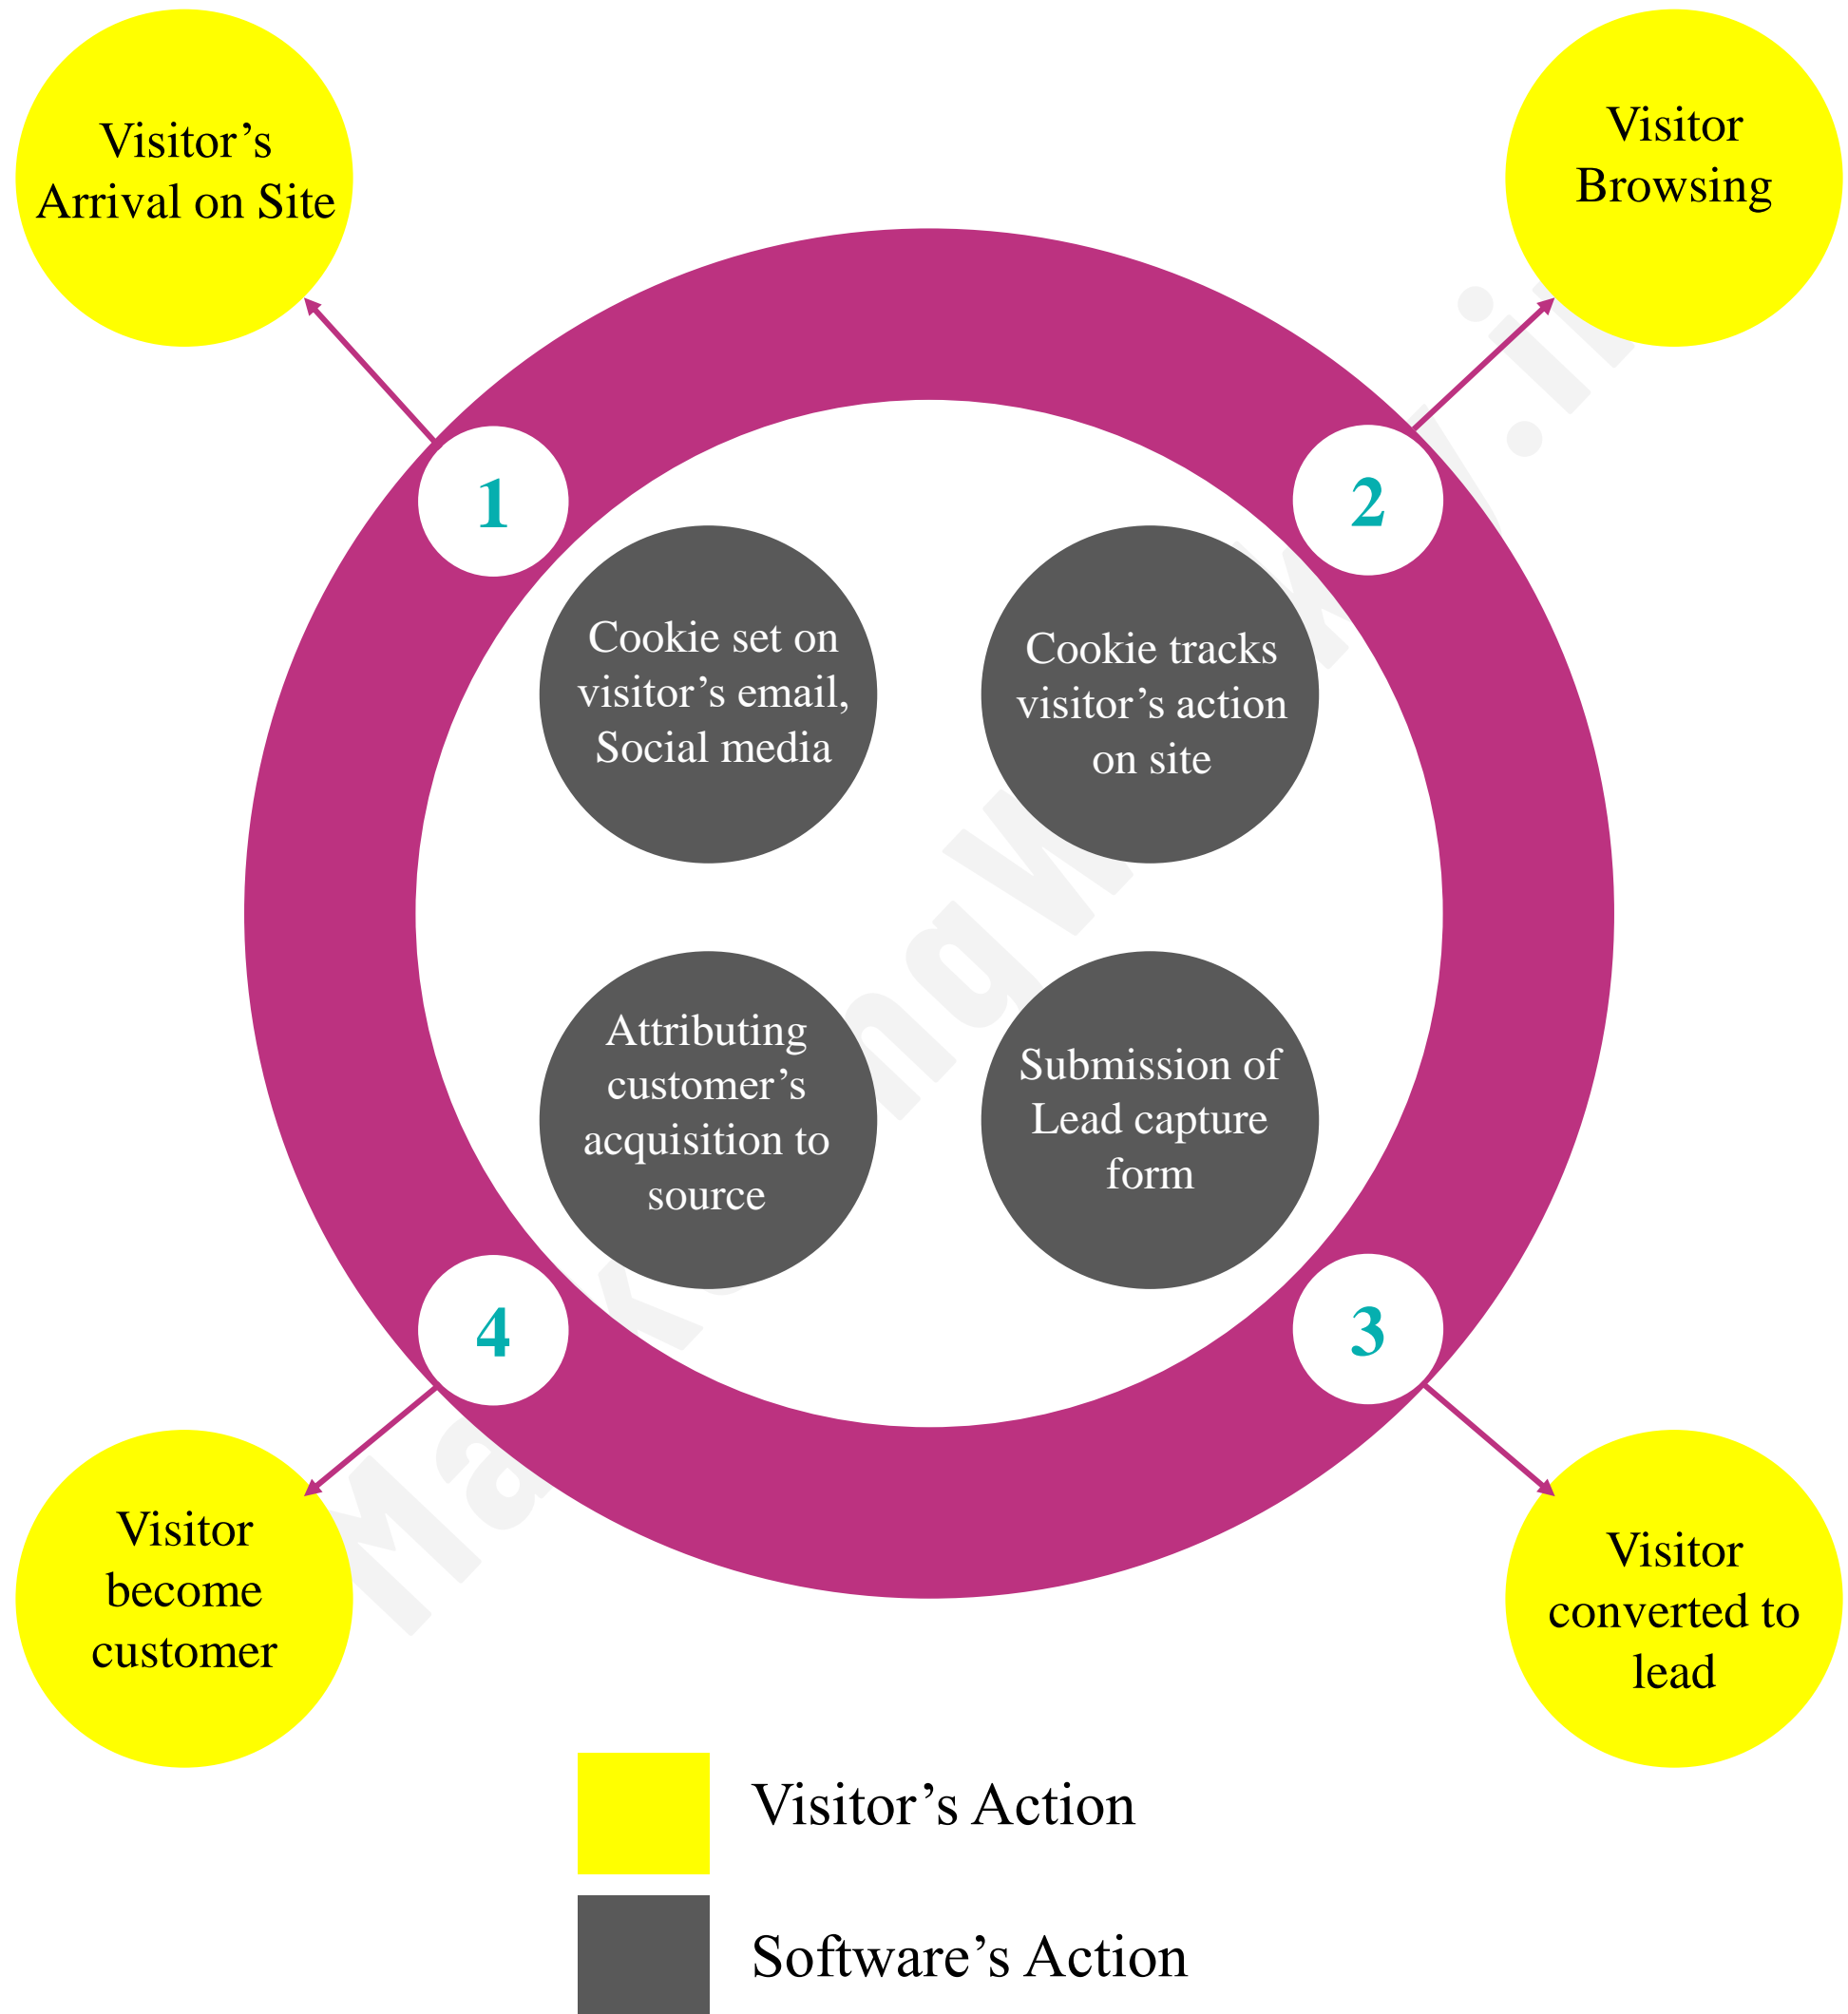 Visitor’s
Arrival on Site
Visitor
Browsing
1
2
Cookie set on
visitor’s email,
Social media
Cookie tracks
visitor’s action
on site
Attributing
customer’s
acquisition to
source
Submission of
Lead capture
form
4
3
Visitor
become
customer
Visitor
converted to
lead
Visitor’s Action
Software’s Action